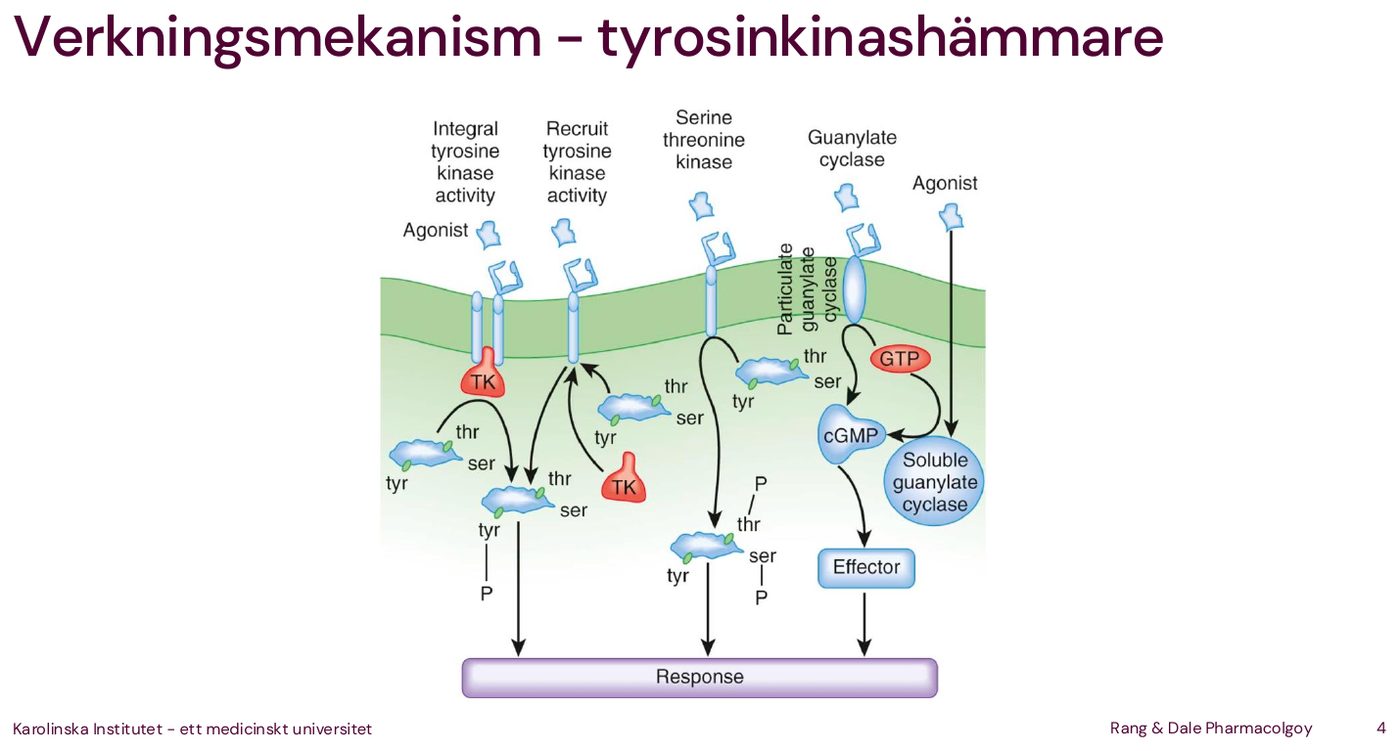 Verkningsmekanism - tyrosinkinashämmare
Integral
tyrosine
kinase
activity
Recruit
tyrosine
kinase
activity
Serine
threonine
kinase
Guanylate
cyclase
Agonist
Agonist
Particulate
guanylate
cyclase
TK
thr
ser
tyr
thr
ser
tyr
P
thr
ser
tyr
TK
thr
ser
tyr
P
thr
ser
tyr
P
GTP
cGMP
Soluble
guanylate
cyclase
Effector
Response
Karolinska Institutet - ett medicinskt universitet
Rang & Dale Pharmacolgoy
4